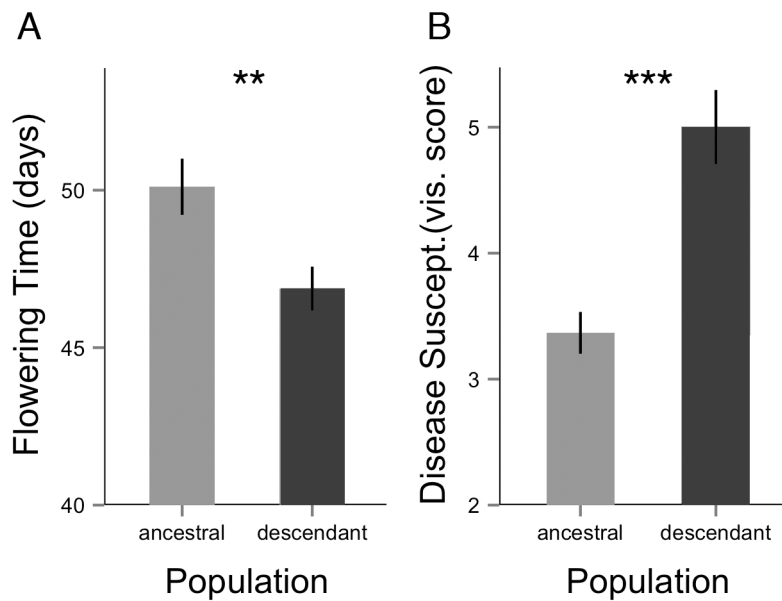 A
**
Flowering Time (days)
50
45
40
ancestral descendant
Population
B
***
Disease Suscept.(vis. score)
5
4
3
2
ancestral descendant
Population